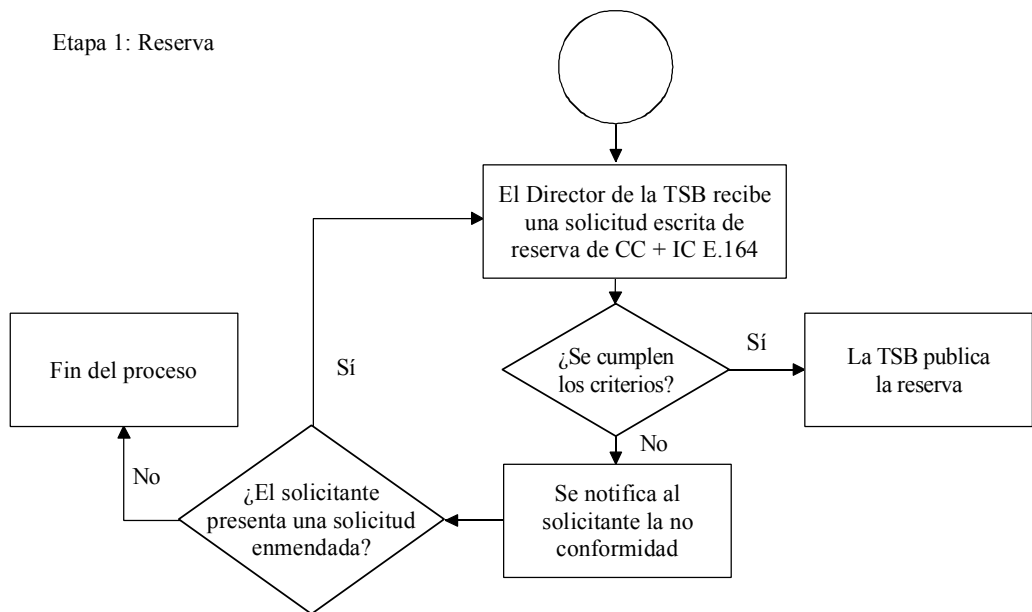 Etapa 1: Reserva
El Director de la TSB recibe
una solicitud escrita de
reserva de CC + IC E.164
¿Se cumplen
los criterios?
Sí
La TSB publica
la reserva
No
Se notifica al
solicitante la no
conformidad
¿El solicitante
presenta una solicitud
enmendada?
Sí
No
Fin del proceso